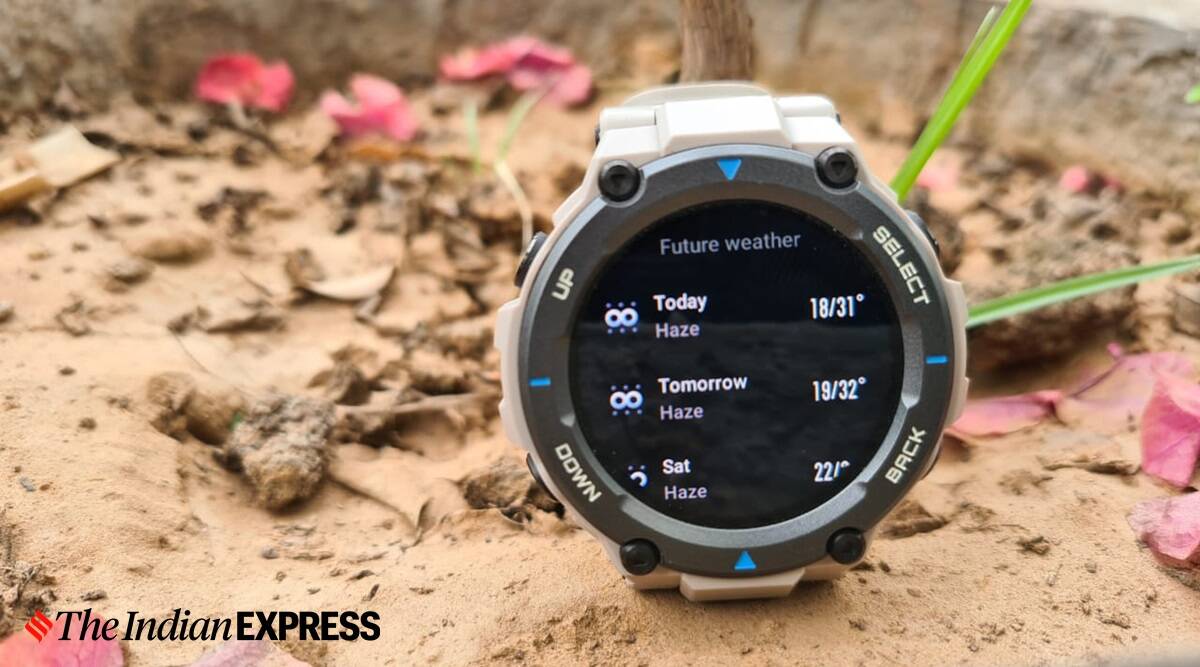 Future weather
Today
18/31°
Haze
Tomorrow
19/32°
Haze
Sat
Haze
UP
SELECT
DOWN
BACK
The Indian EXPRESS